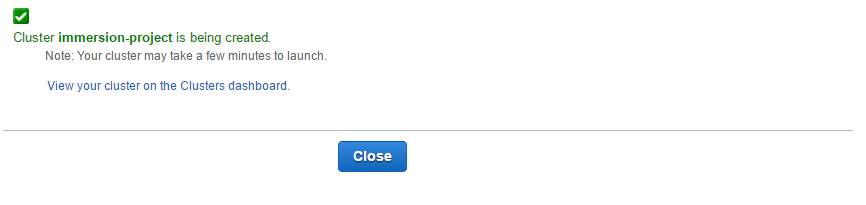 Cluster immersion-project is being created.
Note: Your cluster may take a few minutes to launch.
View your cluster on the Clusters dashboard.
Close